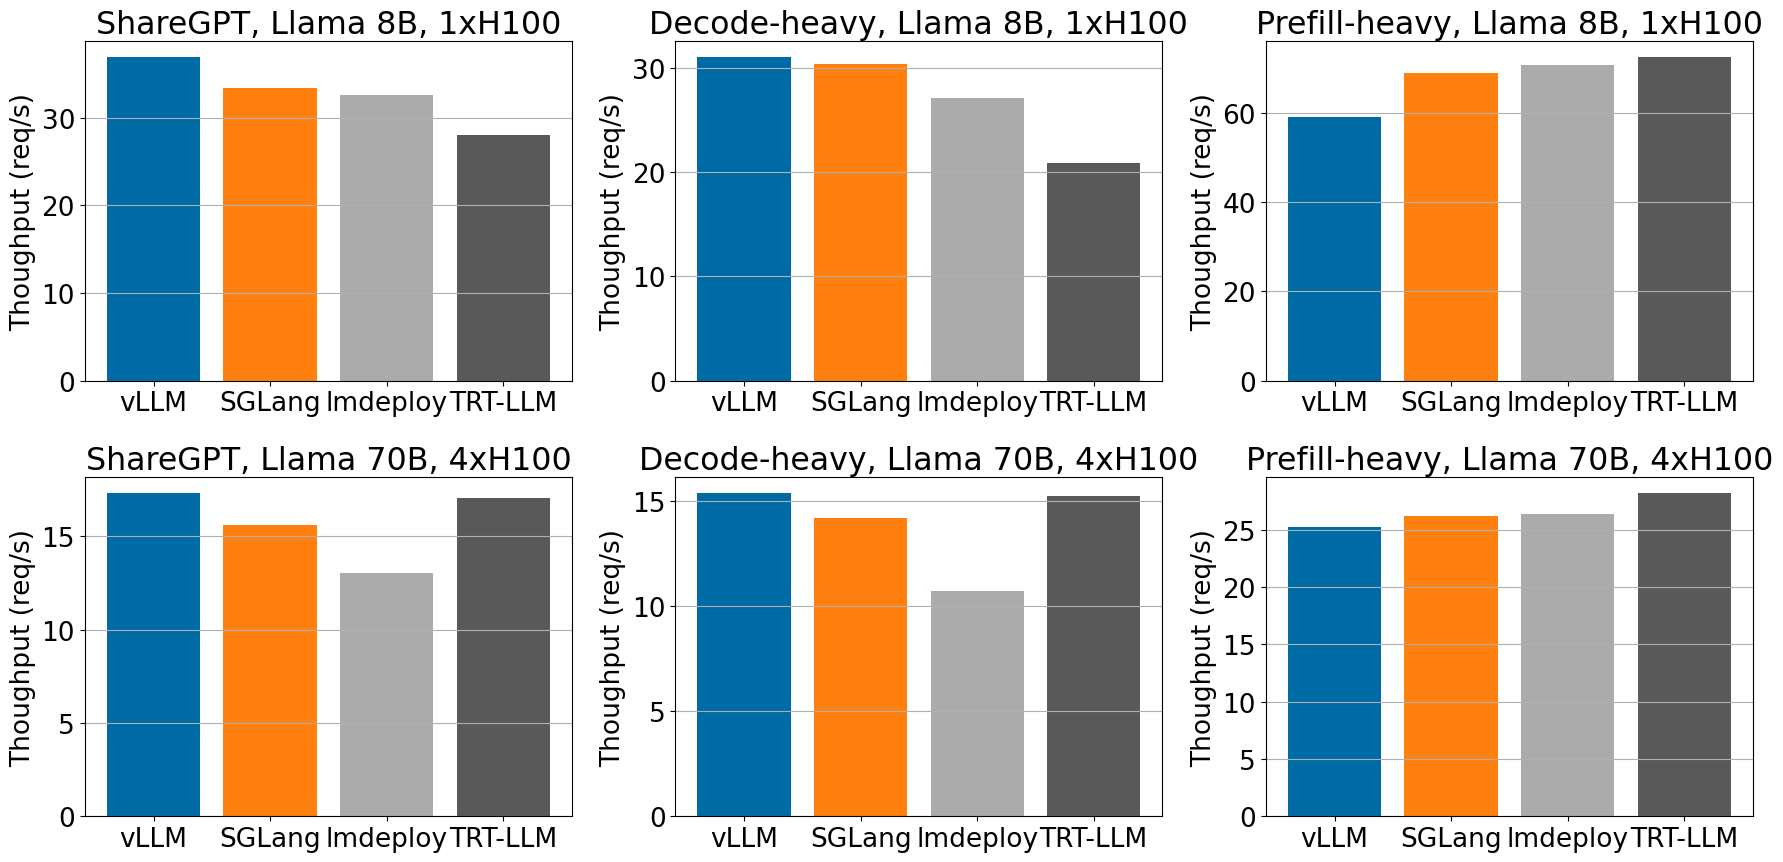 ShareGPT, Llama 8B, 1xH100
Thoughput (req/s)
30
20
10
0
vLLM SGLang lmdeploy TRT-LLM
Decode-heavy, Llama 8B, 1xH100
Thoughput (req/s)
30
20
10
0
vLLM SGLang lmdeploy TRT-LLM
Prefill-heavy, Llama 8B, 1xH100
Thoughput (req/s)
60
40
20
0
vLLM SGLang lmdeploy TRT-LLM
ShareGPT, Llama 70B, 4xH100
Thoughput (req/s)
15
10
5
0
vLLM SGLang lmdeploy TRT-LLM
Decode-heavy, Llama 70B, 4xH100
Thoughput (req/s)
15
10
5
0
vLLM SGLang lmdeploy TRT-LLM
Prefill-heavy, Llama 70B, 4xH100
Thoughput (req/s)
25
20
15
10
5
0
vLLM SGLang lmdeploy TRT-LLM